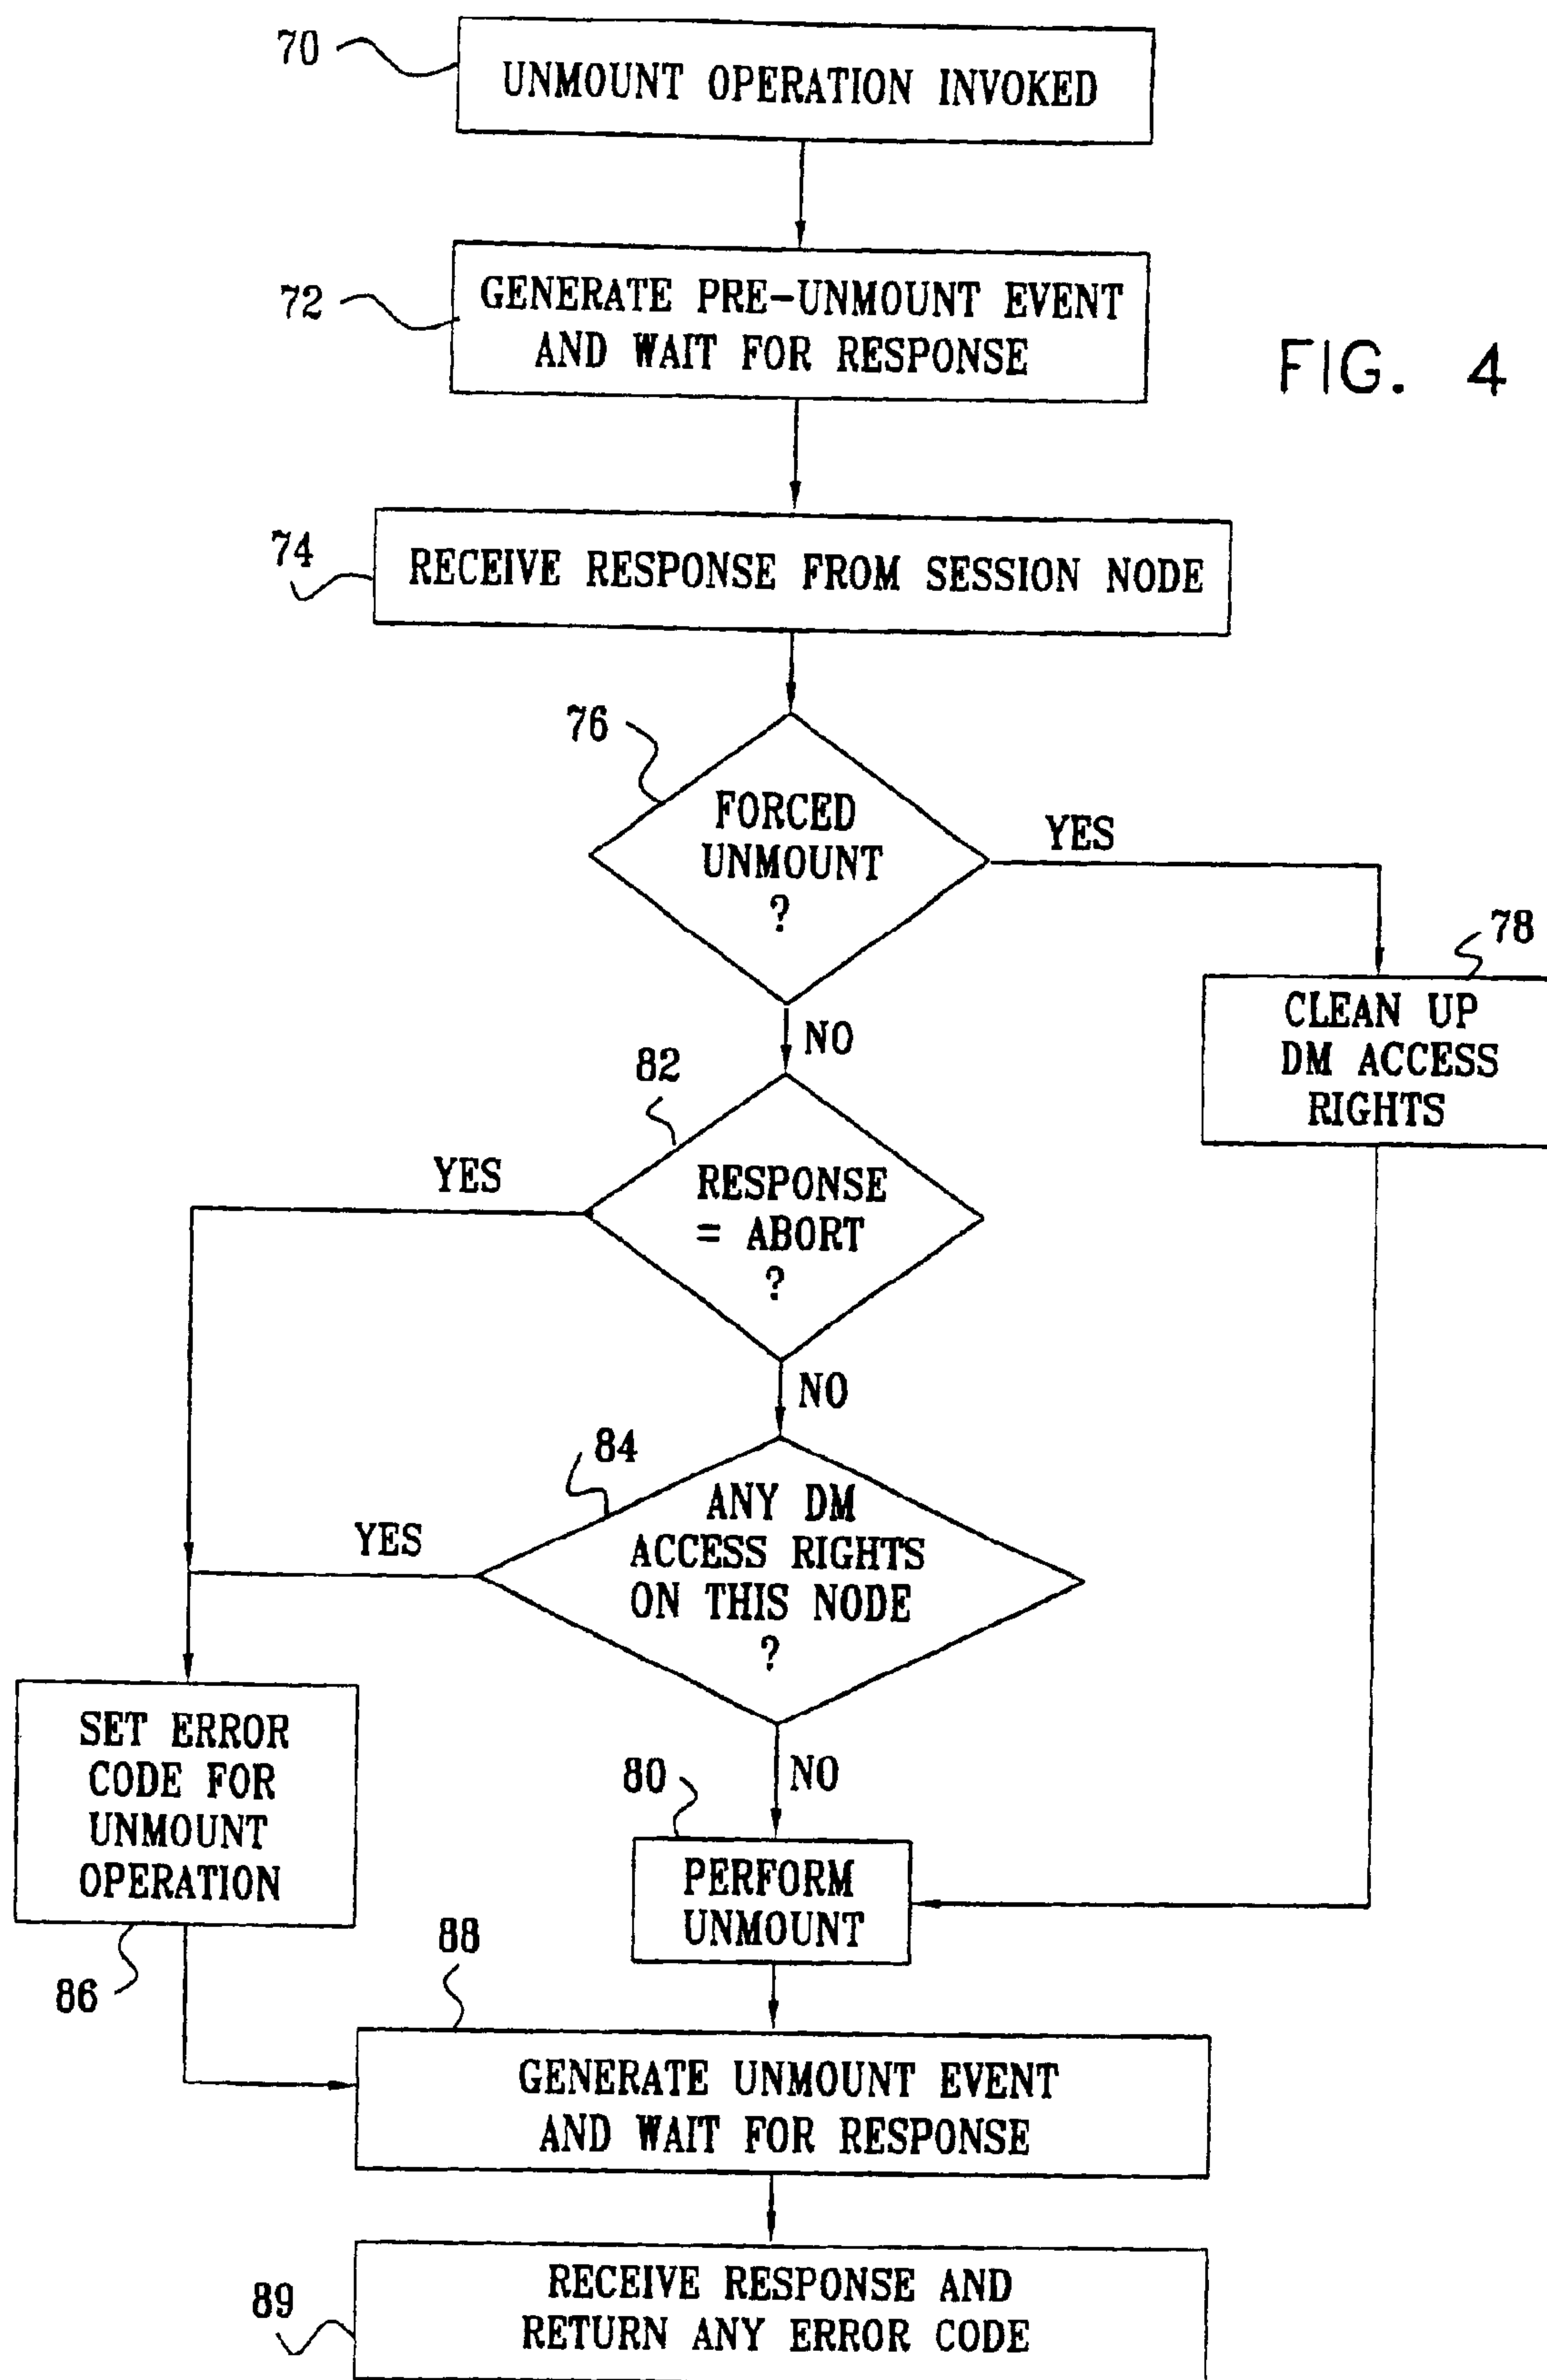 70
UNMOUNT OPERATION INVOKED
72
GENERATE PRE-UNMOUNT EVENT
AND WAIT FOR RESPONSE
FIG. 4
74
RECEIVE RESPONSE FROM SESSION NODE
76
FORCED
UNMOUNT
?
YES
78
CLEAN UP
DM ACCESS
RIGHTS
NO
82
YES
RESPONSE
= ABORT
?
NO
84
YES
ANY DM
ACCESS RIGHTS
ON THIS NODE
?
SET ERROR
CODE FOR
UNMOUNT
OPERATION
86
NO
80
PERFORM
UNMOUNT
88
GENERATE UNMOUNT EVENT
AND WAIT FOR RESPONSE
89
RECEIVE RESPONSE AND
RETURN ANY ERROR CODE